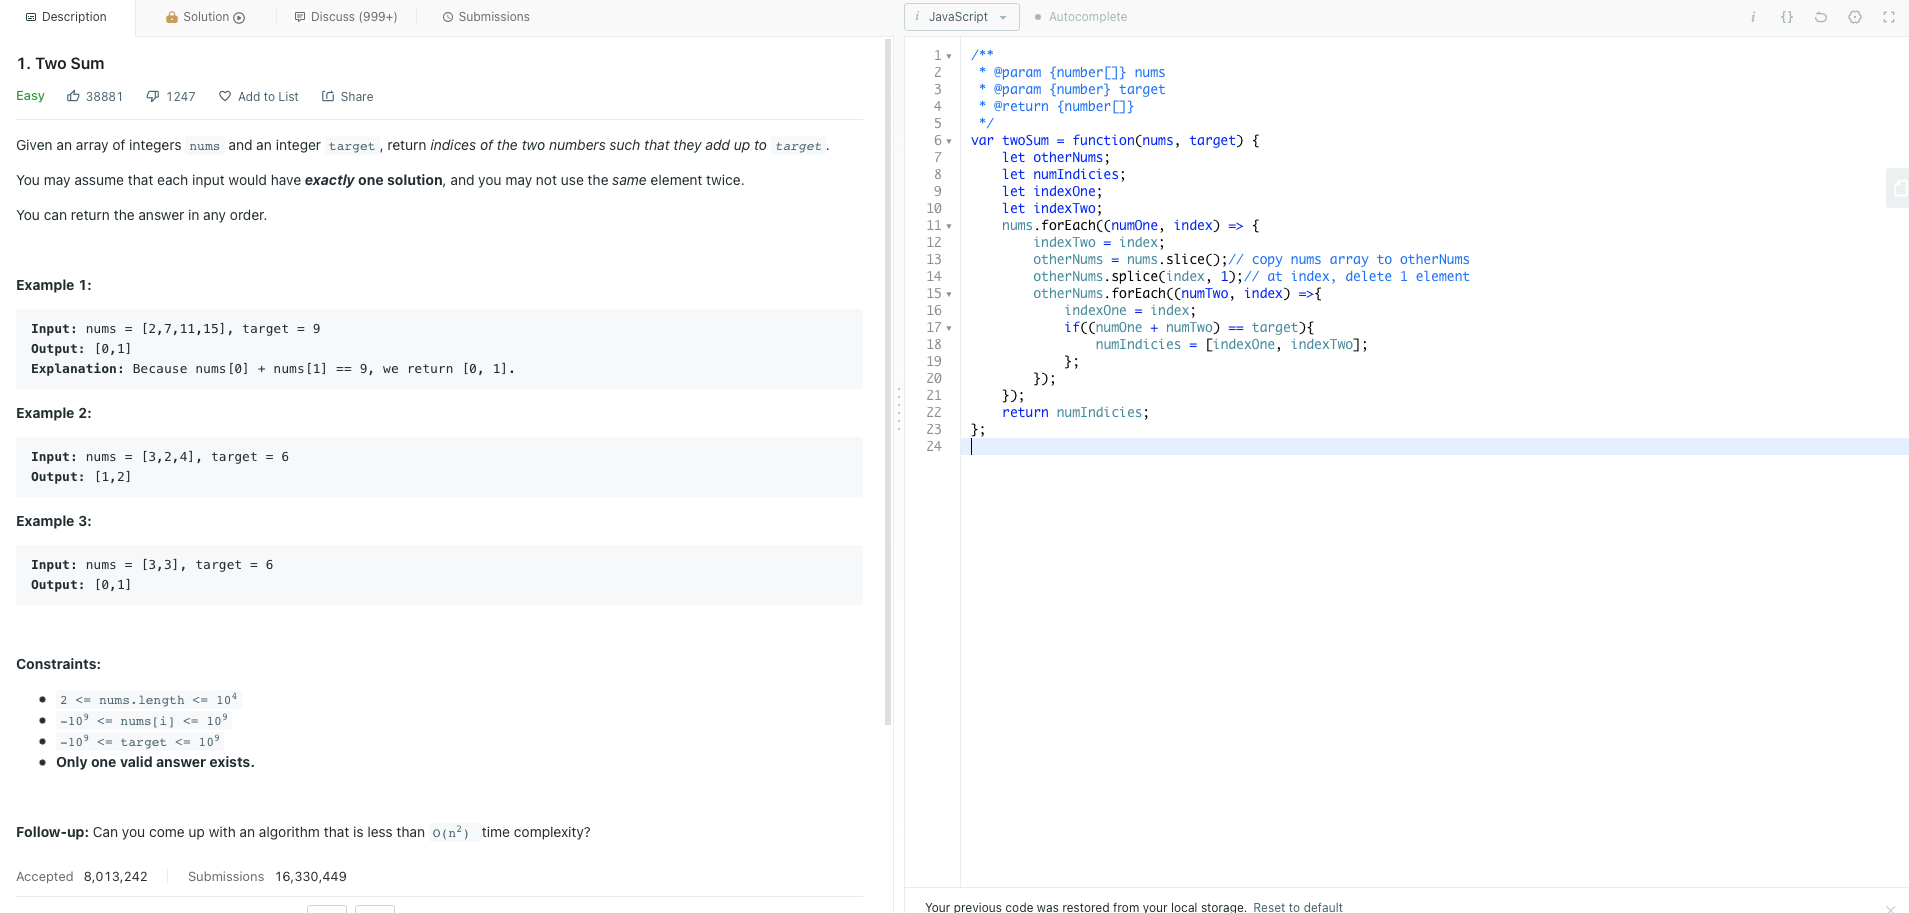 Description
Solution
Discuss (999+)
Submissions
1. Two Sum
Easy 38881 1247 Add to List Share
Given an array of integers nums and an integer target, return indices of the two numbers such that they add up to target.
You may assume that each input would have exactly one solution, and you may not use the same element twice.
You can return the answer in any order.
Example 1:
Input: nums = [2,7,11,15], target = 9
Output: [0,1]
Explanation: Because nums[0] + nums[1] == 9, we return [0, 1].
Example 2:
Input: nums = [3,2,4], target = 6
Output: [1,2]
Example 3:
Input: nums = [3,3], target = 6
Output: [0,1]
Constraints:
2 <= nums.length <= 10⁴
-10⁹ <= nums[i] <= 10⁹
-10⁹ <= target <= 10⁹
Only one valid answer exists.
Follow-up: Can you come up with an algorithm that is less than O(n²) time complexity?
Accepted 8,013,242 Submissions 16,330,449
i JavaScript
Autocomplete
i {}
1 /**
2  * @param {number[]} nums
3  * @param {number} target
4  * @return {number[]}
5  */
6 var twoSum = function(nums, target) {
7     let otherNums;
8     let numIndicies;
9     let indexOne;
10     let indexTwo;
11     nums.forEach((numOne, index) => {
12         indexTwo = index;
13         otherNums = nums.slice();// copy nums array to otherNums
14         otherNums.splice(index, 1);// at index, delete 1 element
15         otherNums.forEach((numTwo, index) =>{
16             indexOne = index;
17             if((numOne + numTwo) == target){
18                 numIndicies = [indexOne, indexTwo];
19             };
20         });
21     });
22     return numIndicies;
23 };
24
Your previous code was restored from your local storage. Reset to default